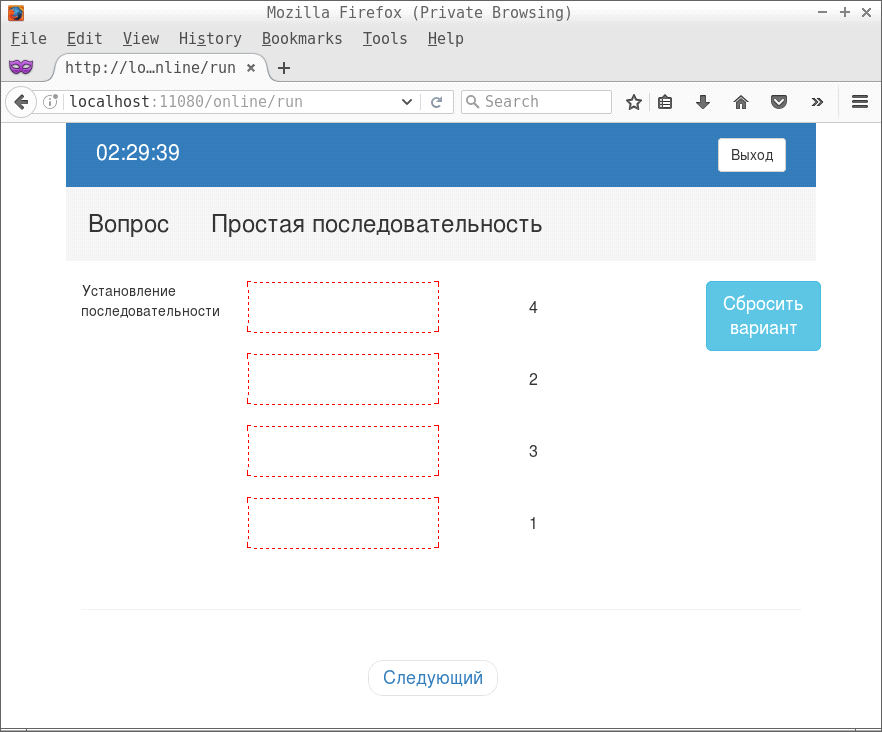 Mozilla Firefox (Private Browsing)
File Edit View History Bookmarks Tools Help
http://lo…nline/run
localhost:11080/online/run
Search
02:29:39
Выход
Вопрос Простая последовательность
Установление
последовательности
4
2
3
1
Сбросить
вариант
Следующий